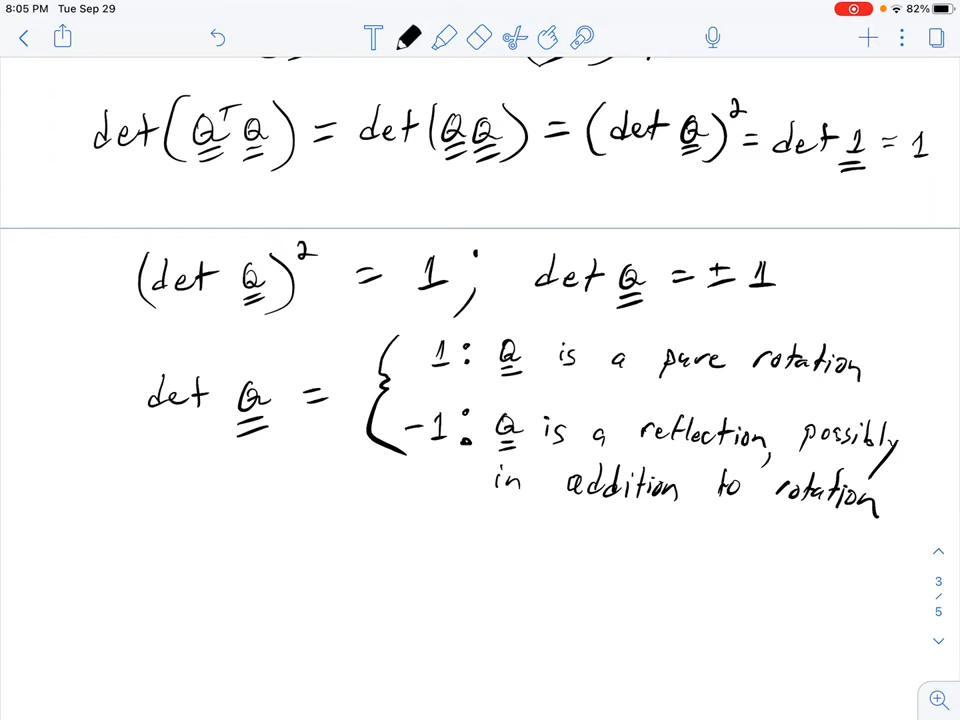 8:05 PM Tue Sep 29 82%
T
det(Q^T Q) = det(QQ) = (det Q)^2 = det 1 = 1
(det Q)^2 = 1 ; det Q = ± 1
det Q = { 1 : Q is a pure rotation
-1 : Q is a reflection, possibly
in addition to rotation
3
/
5